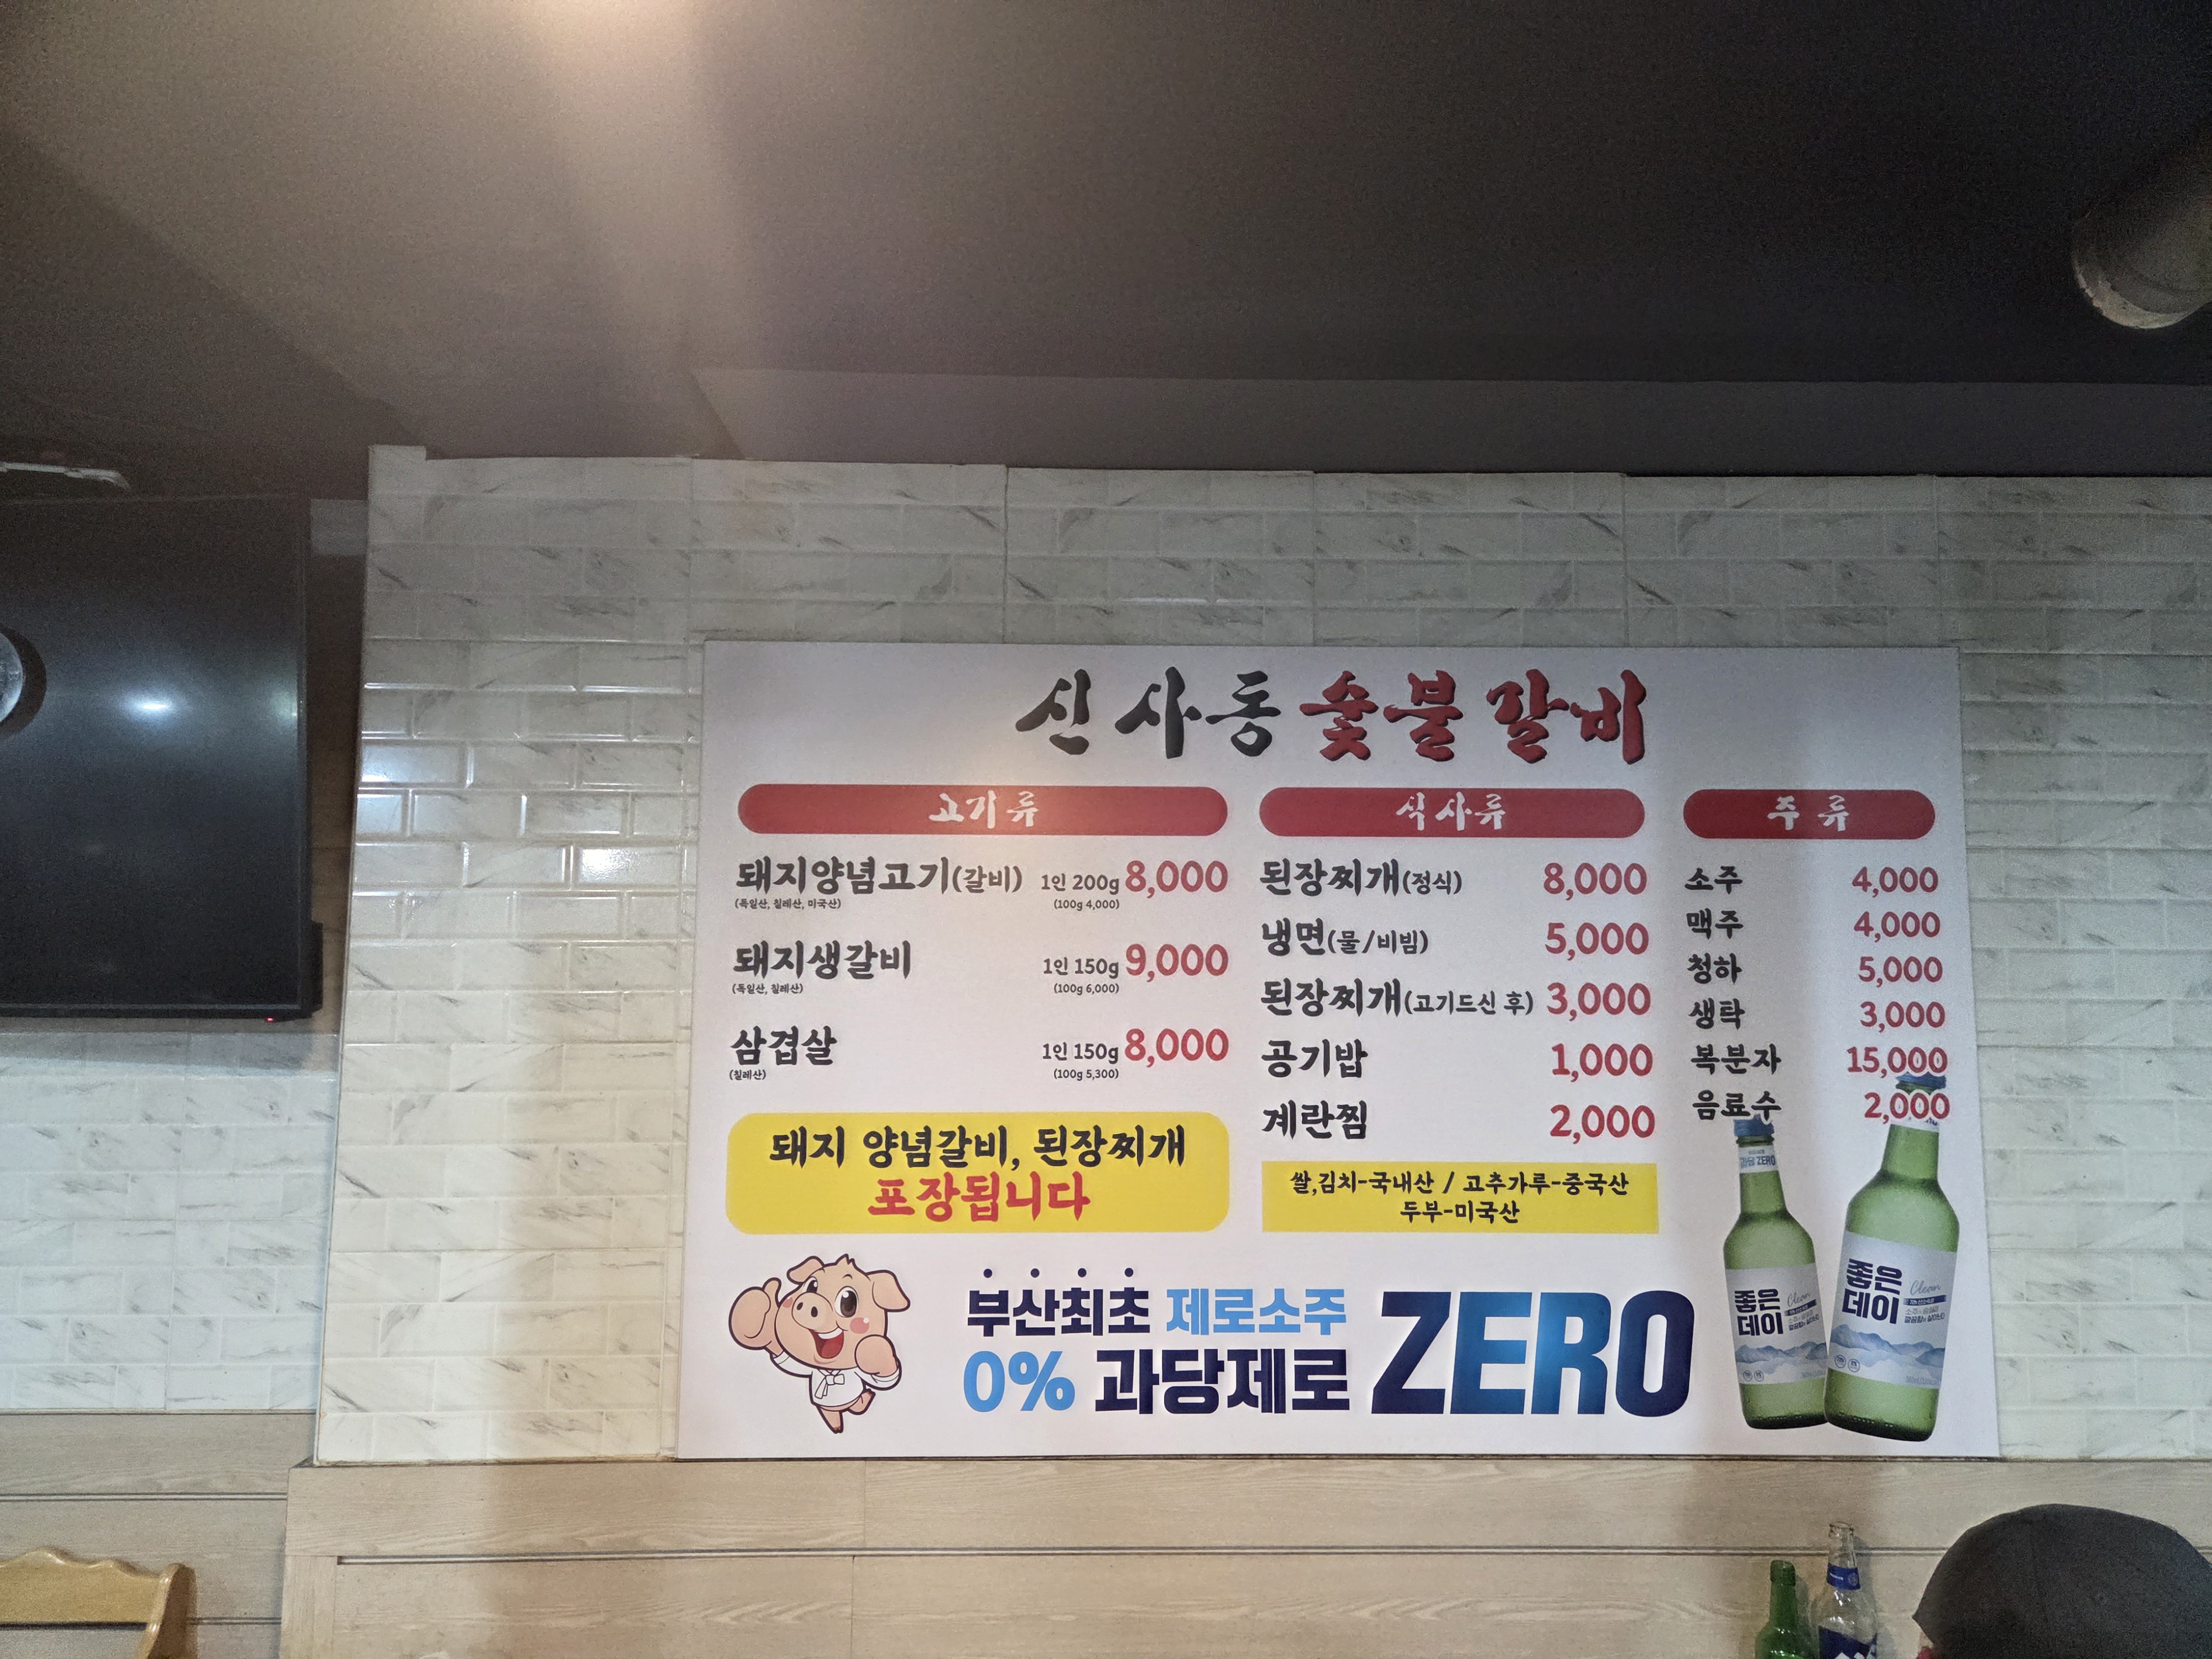 신사동숯불갈비
고기류
돼지양념고기(갈비) 1인 200g 8,000
(독일산, 칠레산, 미국산) (100g 4,000)
돼지생갈비 1인 150g 9,000
(독일산, 칠레산) (100g 6,000)
삼겹살 1인 150g 8,000
(칠레산) (100g 5,300)
돼지 양념갈비, 된장찌개
포장됩니다
식사류
된장찌개(정식) 8,000
냉면(물/비빔) 5,000
된장찌개(고기드신 후) 3,000
공기밥 1,000
계란찜 2,000
쌀,김치-국내산 / 고추가루-중국산
두부-미국산
주류
소주 4,000
맥주 4,000
청하 5,000
생탁 3,000
복분자 15,000
음료수 2,000
부산최초 제로소주
0% 과당제로
ZERO
ZERO
좋은
데이
Clean
좋은
데이
Clean